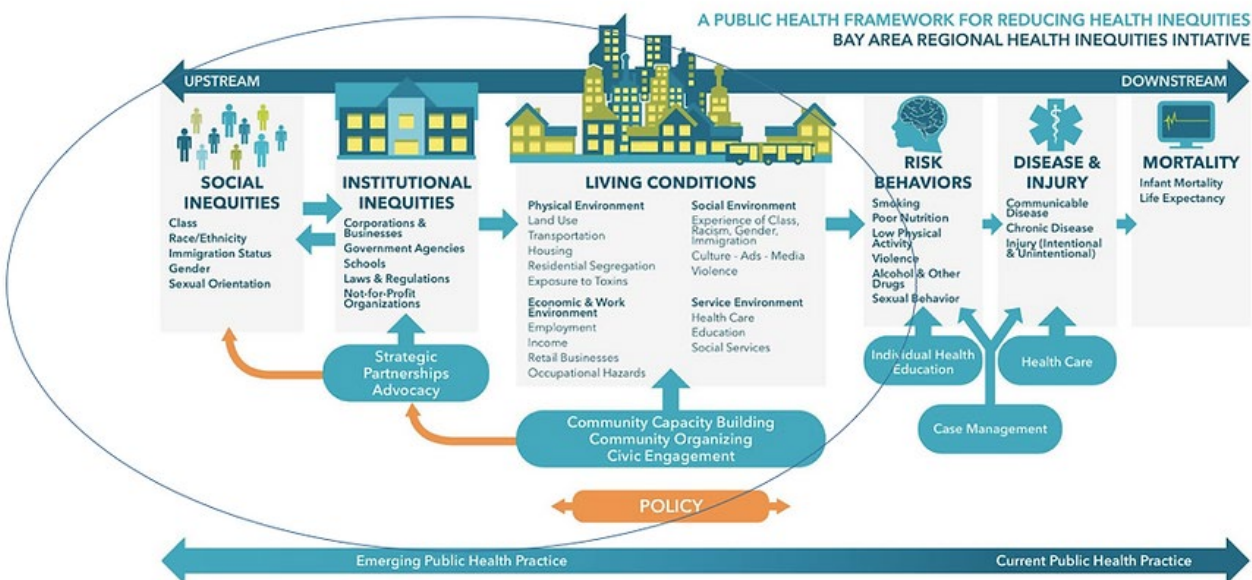 A PUBLIC HEALTH FRAMEWORK FOR REDUCING HEALTH INEQUITIES
BAY AREA REGIONAL HEALTH INEQUITIES INTIATIVE
UPSTREAM
DOWNSTREAM
SOCIAL
INEQUITIES
Class
Race/Ethnicity
Immigration Status
Gender
Sexual Orientation
INSTITUTIONAL
INEQUITIES
Corporations &
Businesses
Government Agencies
Schools
Laws & Regulations
Not-for-Profit
Organizations
LIVING CONDITIONS
Physical Environment
Land Use
Transportation
Housing
Residential Segregation
Exposure to Toxins
Economic & Work
Environment
Employment
Income
Retail Businesses
Occupational Hazards
Social Environment
Experience of Class,
Racism, Gender,
Immigration
Culture - Ads - Media
Violence
Service Environment
Health Care
Education
Social Services
RISK
BEHAVIORS
Smoking
Poor Nutrition
Low Physical
Activity
Violence
Alcohol & Other
Drugs
Sexual Behavior
DISEASE &
INJURY
Communicable
Disease
Chronic Disease
Injury (Intentional
& Unintentional)
MORTALITY
Infant Mortality
Life Expectancy
Strategic
Partnerships
Advocacy
Community Capacity Building
Community Organizing
Civic Engagement
Individual Health
Education
Health Care
Case Management
POLICY
Emerging Public Health Practice
Current Public Health Practice